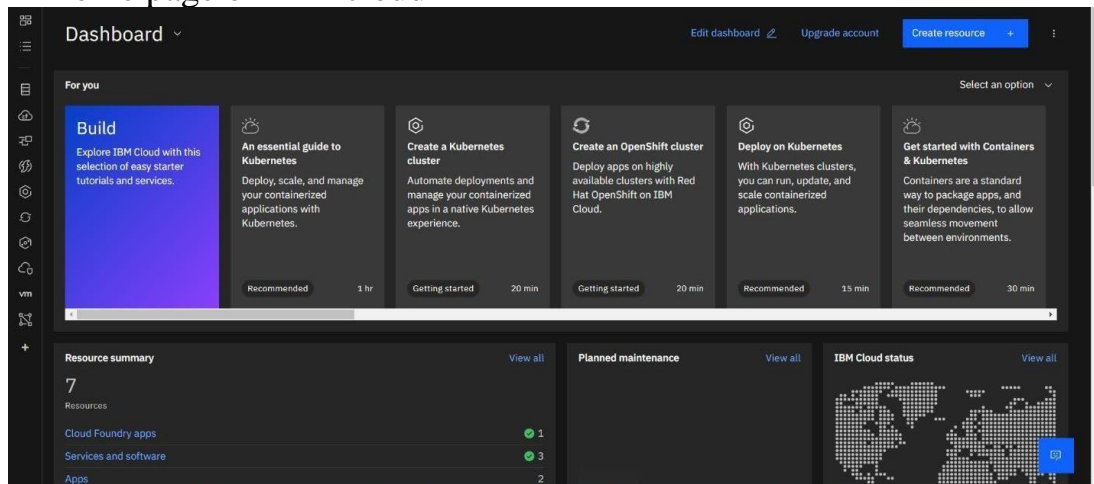 Dashboard
Edit dashboard
Upgrade account
Create resource +
For you
Select an option
Build
Explore IBM Cloud with this
selection of easy starter
tutorials and services.
An essential guide to
Kubernetes
Deploy, scale, and manage
your containerized
applications with
Kubernetes.
Recommended
1 hr
Create a Kubernetes
cluster
Automate deployments and
manage your containerized
apps in a native Kubernetes
experience.
Getting started
20 min
Create an OpenShift cluster
Deploy apps on highly
available clusters with Red
Hat OpenShift on IBM
Cloud.
Getting started
20 min
Deploy on Kubernetes
With Kubernetes clusters,
you can run, update, and
scale containerized
applications.
Recommended
15 min
Get started with Containers
& Kubernetes
Containers are a standard
way to package apps, and
their dependencies, to allow
seamless movement
between environments.
Recommended
30 min
vm
+
Resource summary
View all
7
Resources
Cloud Foundry apps
1
Services and software
3
Apps
2
Planned maintenance
View all
IBM Cloud status
View all